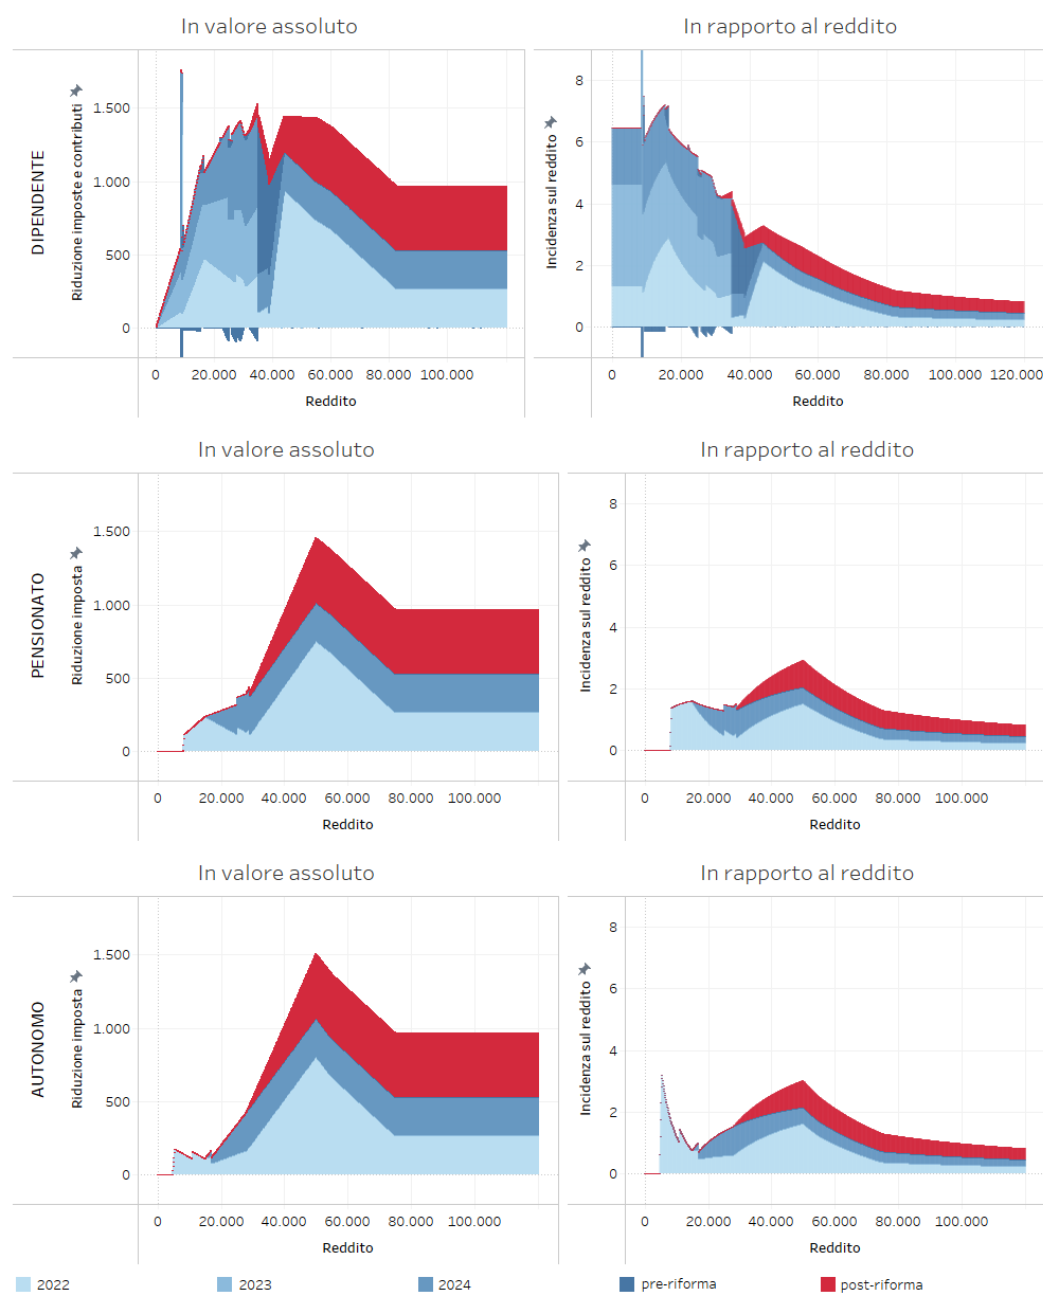 In valore assoluto
In rapporto al reddito
DIPENDENTE
Riduzione imposte e contributi
1.500
1.000
500
0
0 20.000 40.000 60.000 80.000 100.000
Reddito
Incidenza sul reddito
8
6
4
2
0
0 20.000 40.000 60.000 80.000 100.000 120.000
Reddito
In valore assoluto
In rapporto al reddito
PENSIONATO
Riduzione imposta
1.500
1.000
500
0
0 20.000 40.000 60.000 80.000 100.000
Reddito
Incidenza sul reddito
8
6
4
2
0
0 20.000 40.000 60.000 80.000 100.000
Reddito
In valore assoluto
In rapporto al reddito
AUTONOMO
Riduzione imposta
1.500
1.000
500
0
0 20.000 40.000 60.000 80.000 100.000
Reddito
Incidenza sul reddito
8
6
4
2
0
0 20.000 40.000 60.000 80.000 100.000
Reddito
2022 2023 2024 pre-riforma post-riforma